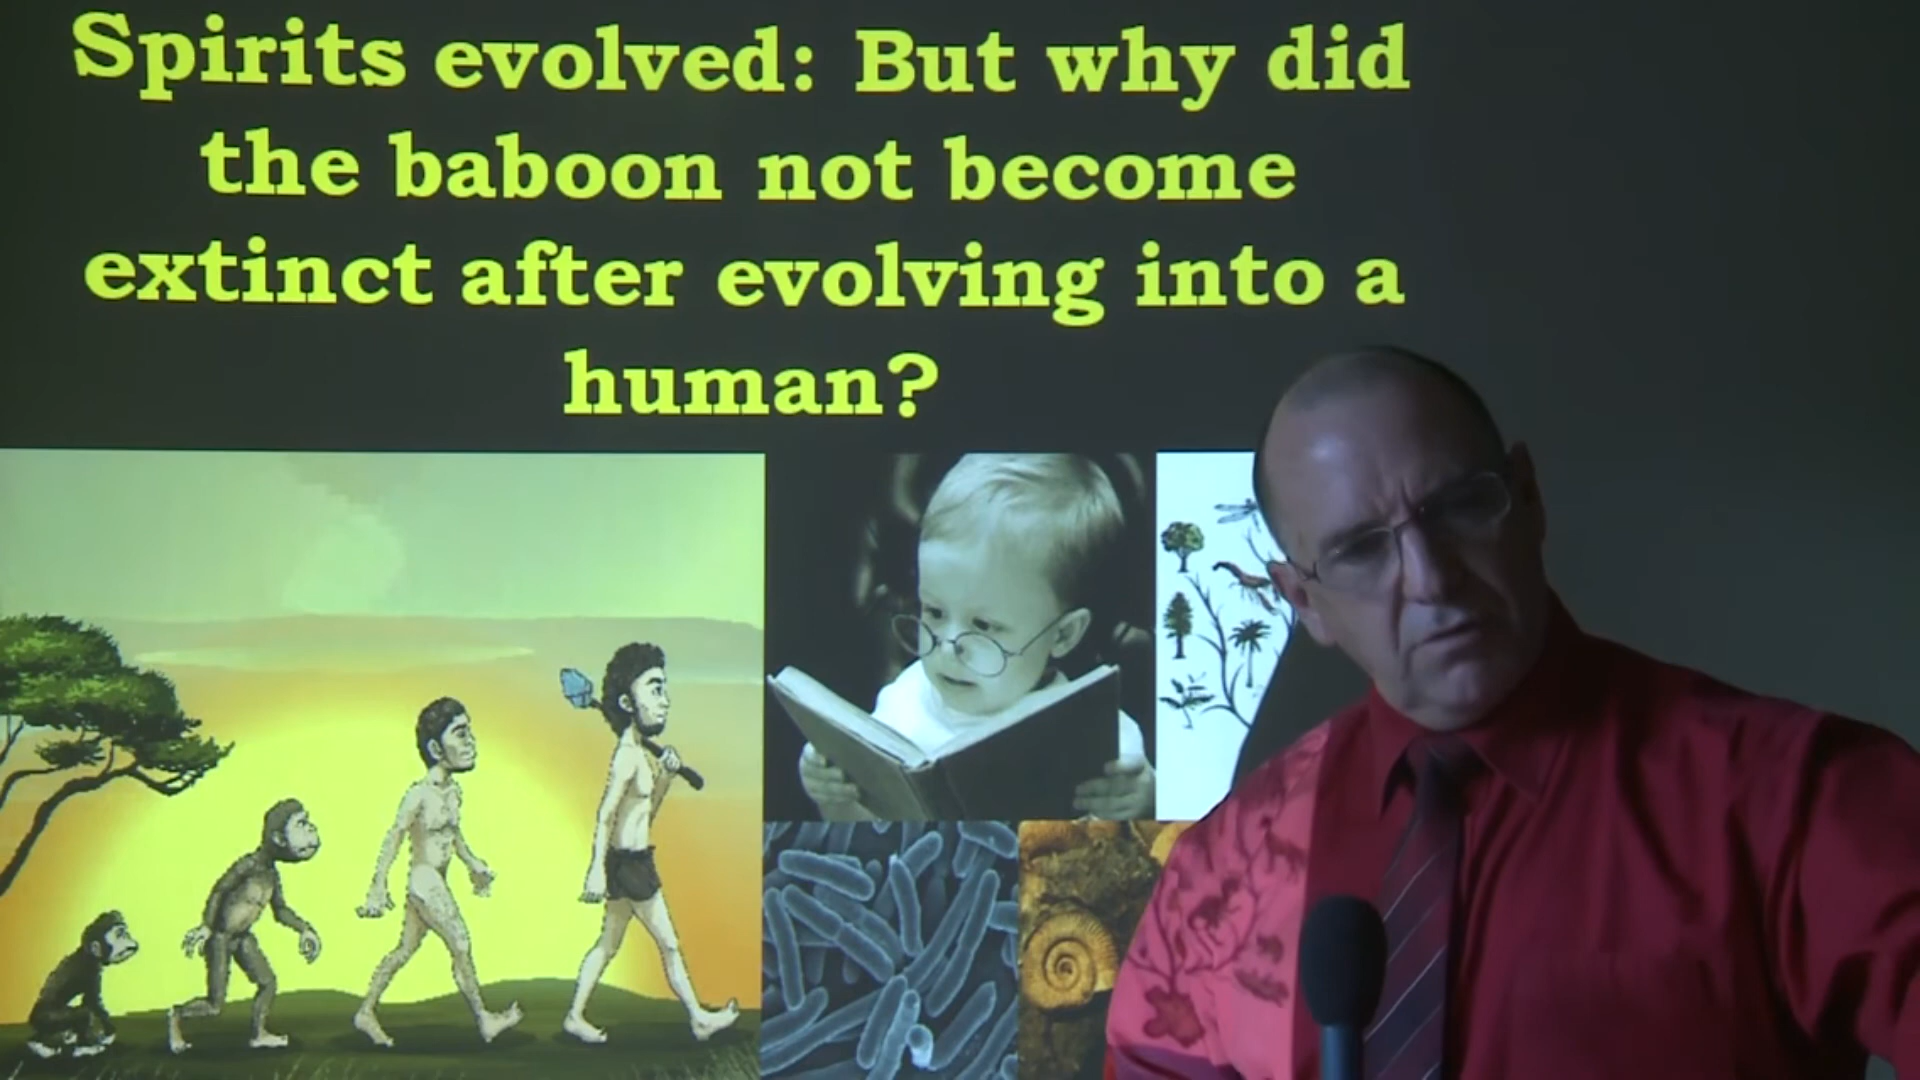 Spirits evolved: But why did
the baboon not become
extinct after evolving into a
human?